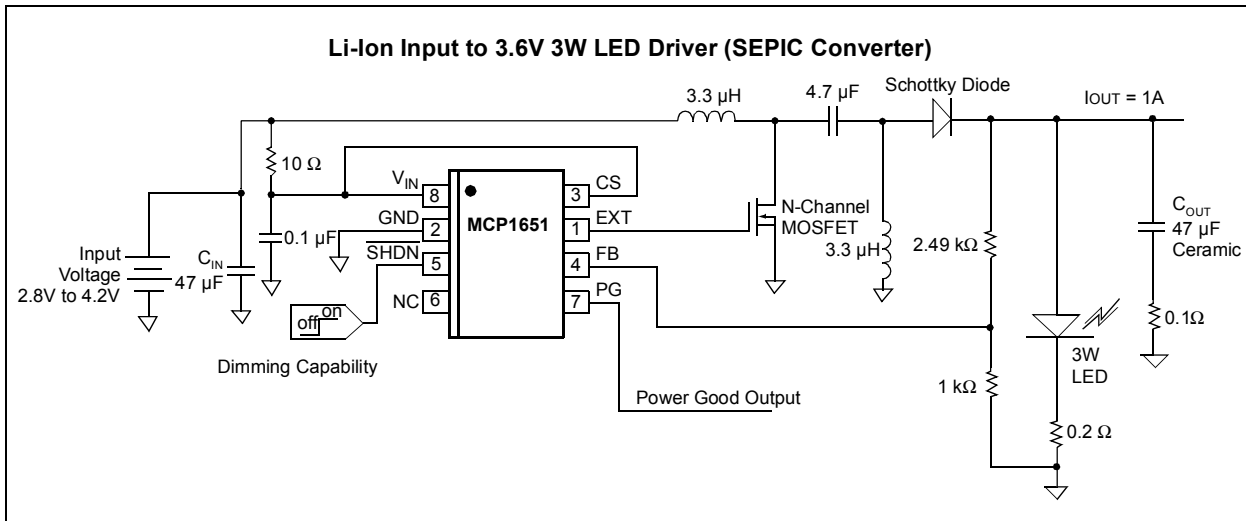 Li-Ion Input to 3.6V 3W LED Driver (SEPIC Converter)
3.3 µH
4.7 µF
Schottky Diode
IOUT = 1A
10 Ω
VIN
8
GND
2
SHDN
5
NC
6
MCP1651
3
CS
1
EXT
4
FB
7
PG
0.1 µF
Input
Voltage
2.8V to 4.2V
CIN
47 µF
off
on
Dimming Capability
N-Channel
MOSFET
3.3 µH
2.49 kΩ
1 kΩ
Power Good Output
3W
LED
0.2 Ω
COUT
47 µF
Ceramic
0.1Ω